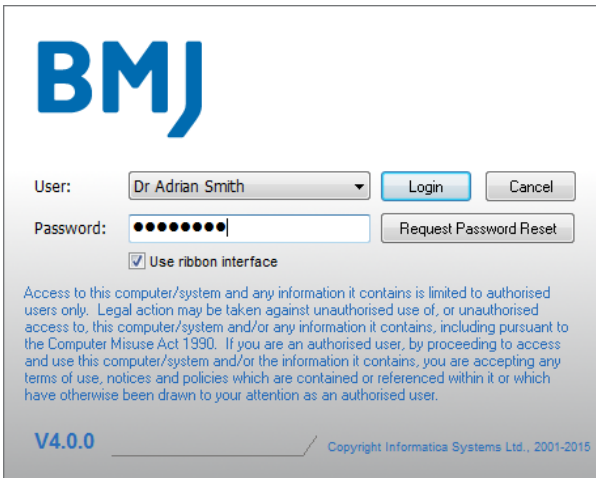 BMJ
User: Dr Adrian Smith Login Cancel
Password: ●●●●●●●● Request Password Reset
Use ribbon interface
Access to this computer/system and any information it contains is limited to authorised
users only. Legal action may be taken against unauthorised use of, or unauthorised
access to, this computer/system and/or any information it contains, including pursuant to
the Computer Misuse Act 1990. If you are an authorised user, by proceeding to access
and use this computer/system and/or the information it contains, you are accepting any
terms of use, notices and policies which are contained or referenced within it or which
have otherwise been drawn to your attention as an authorised user.
V4.0.0 Copyright Informatica Systems Ltd., 2001-2015